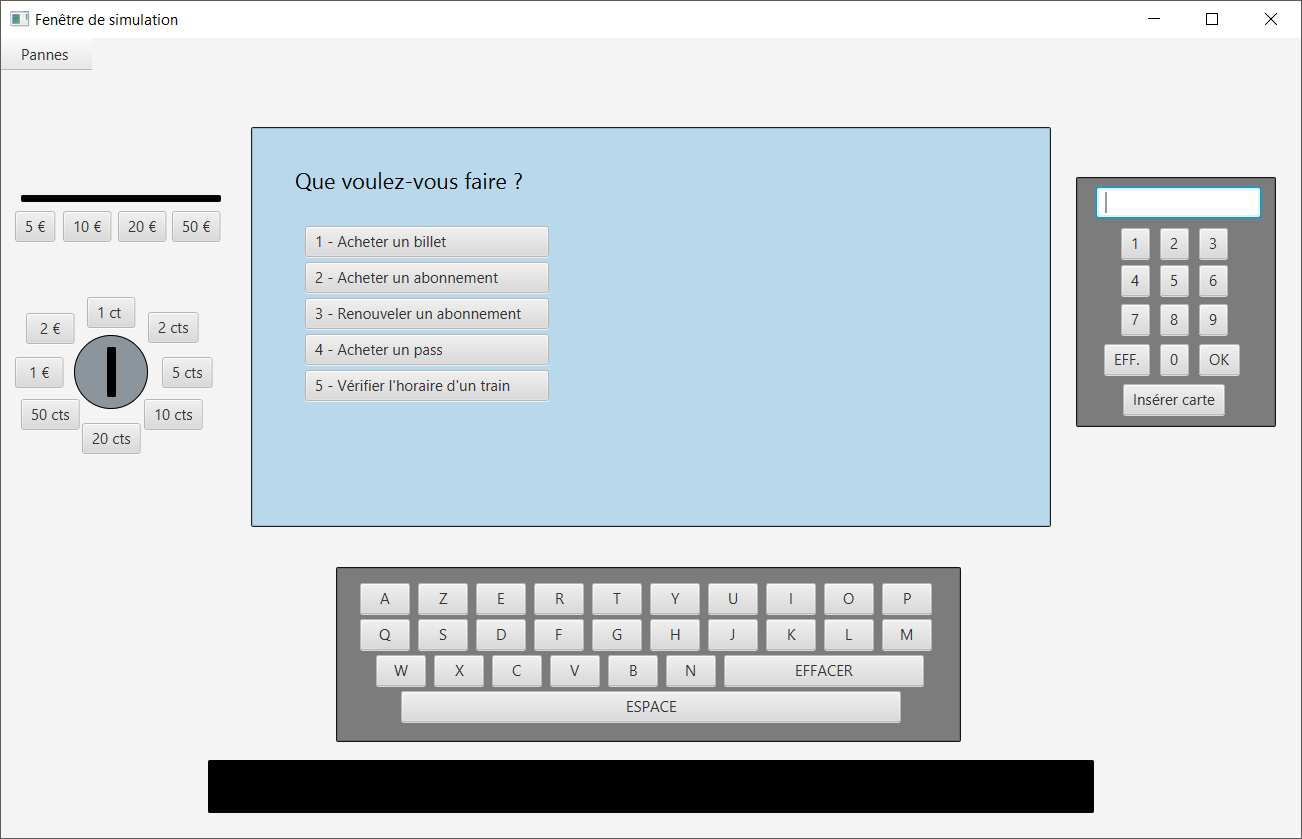 Fenêtre de simulation
Pannes
5 €
10 €
20 €
50 €
1 ct
2 €
2 cts
1 €
5 cts
50 cts
10 cts
20 cts
Que voulez-vous faire ?
1 - Acheter un billet
2 - Acheter un abonnement
3 - Renouveler un abonnement
4 - Acheter un pass
5 - Vérifier l'horaire d'un train
1 2 3
4 5 6
7 8 9
EFF. 0 OK
Insérer carte
A Z E R T Y U I O P
Q S D F G H J K L M
W X C V B N EFFACER
ESPACE